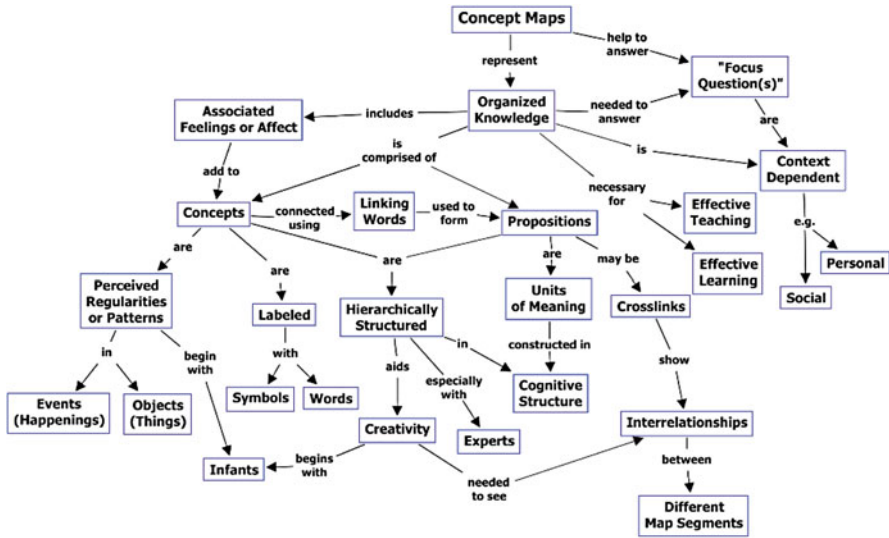 Concept Maps
help to
answer
represent
"Focus
Question(s)"
Associated
Feelings or Affect
includes
Organized
Knowledge
needed to
answer
are
is
comprised of
is
Context
Dependent
add to
necessary
for
Concepts
connected
using
Linking
Words
used to
form
Propositions
Effective
Teaching
e.g.
are
are
are
are
may be
Effective
Learning
Personal
Social
Perceived
Regularities
or Patterns
Labeled
Hierarchically
Structured
Units
of Meaning
Crosslinks
in
begin
with
with
aids
in
especially
with
constructed in
show
Events
(Happenings)
Objects
(Things)
Symbols
Words
Cognitive
Structure
Creativity
Experts
Interrelationships
Infants
begins
with
needed
to see
between
Different
Map Segments